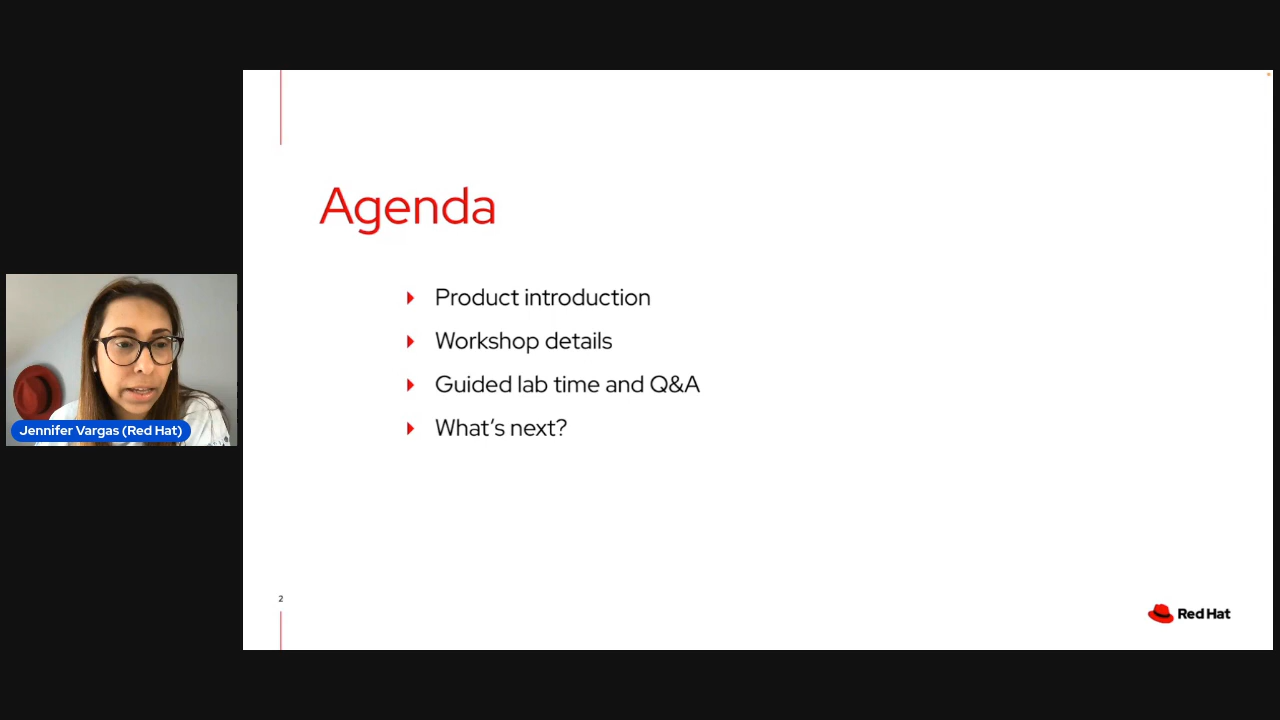 Agenda
Product introduction
Workshop details
Guided lab time and Q&A
What's next?
Jennifer Vargas (Red Hat)
2
Red Hat